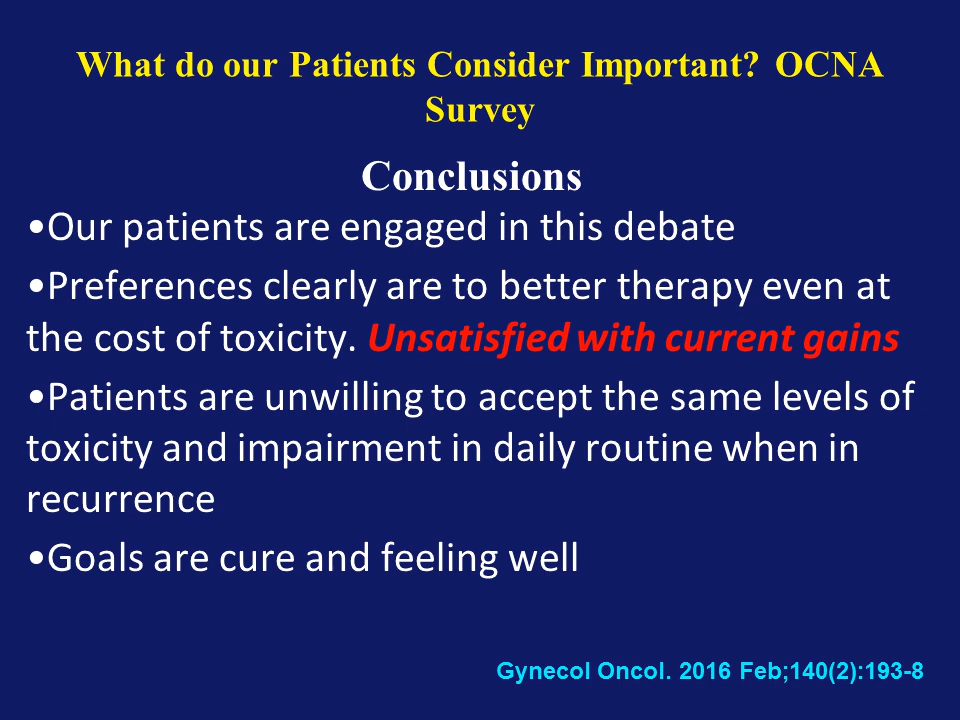 What do our Patients Consider Important? OCNA
Survey
Conclusions
•Our patients are engaged in this debate
•Preferences clearly are to better therapy even at
the cost of toxicity. Unsatisfied with current gains
•Patients are unwilling to accept the same levels of
toxicity and impairment in daily routine when in
recurrence
•Goals are cure and feeling well
Gynecol Oncol. 2016 Feb;140(2):193-8